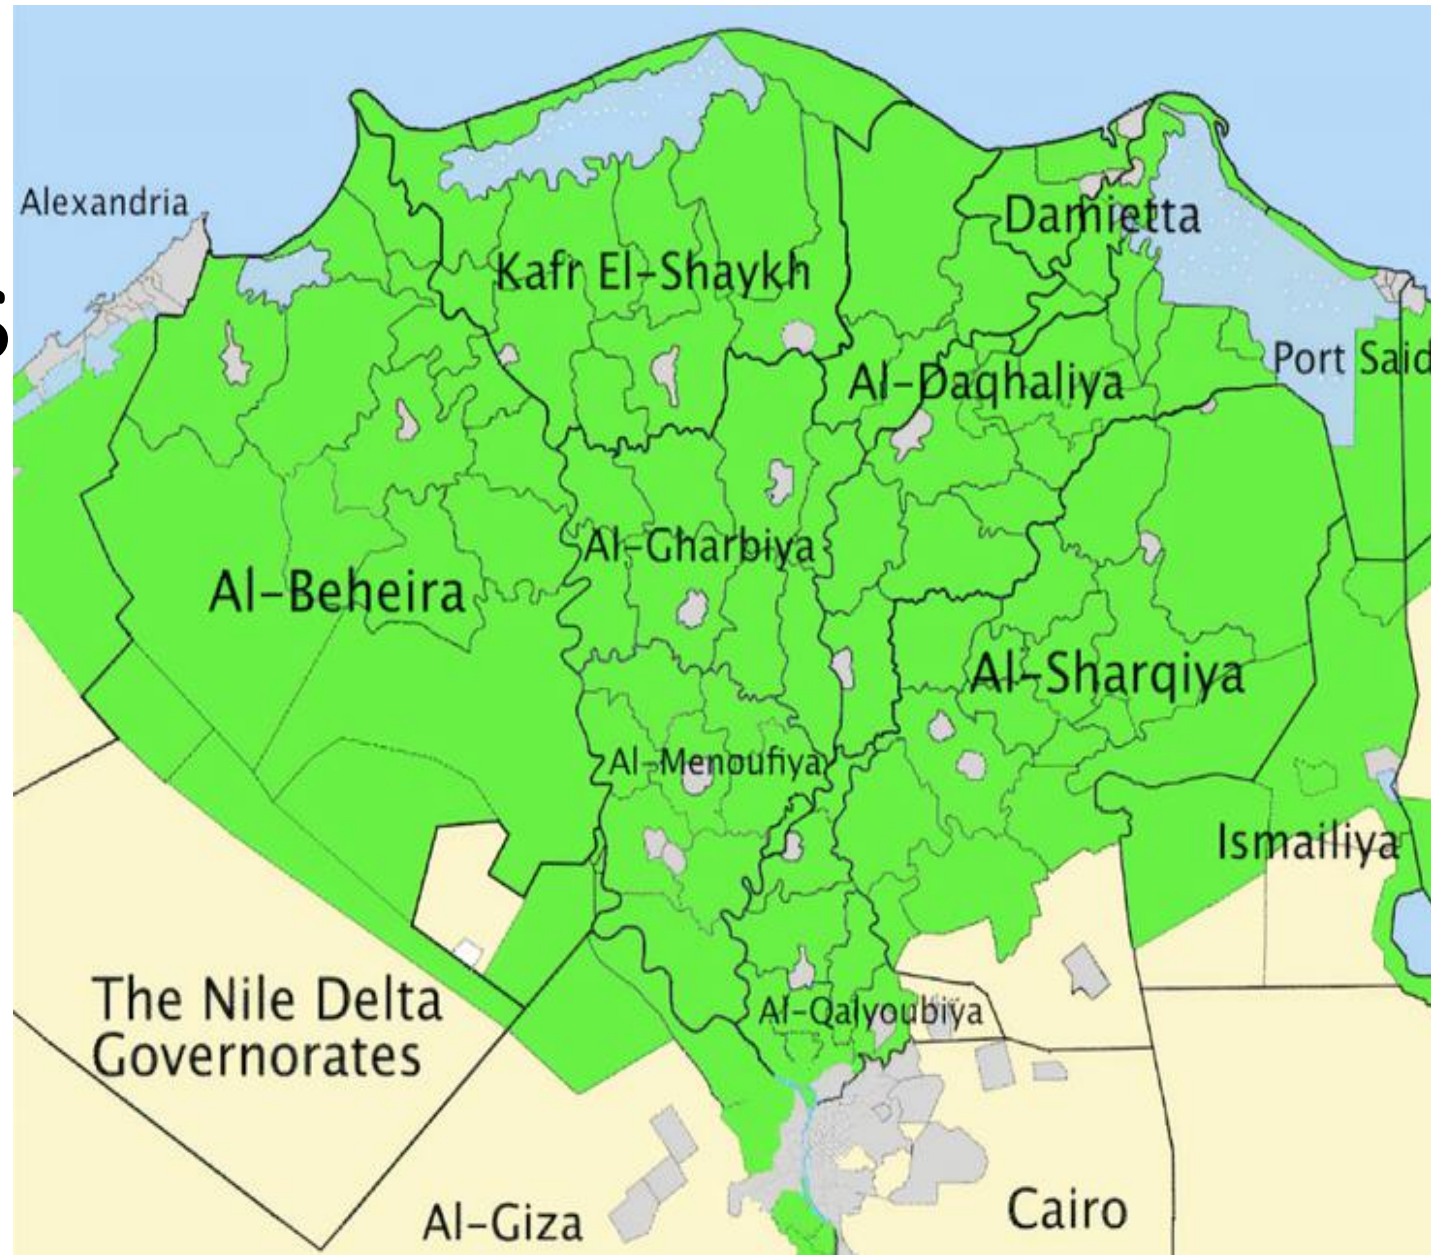 Alexandria
Damietta
Kafr El-Shaykh
Port Said
Al-Daqhaliya
Al-Gharbiya
Al-Beheira
Al-Sharqiya
Al-Menoufiya
Ismailiya
The Nile Delta
Governorates
Al-Qalyoubiya
Al-Giza
Cairo